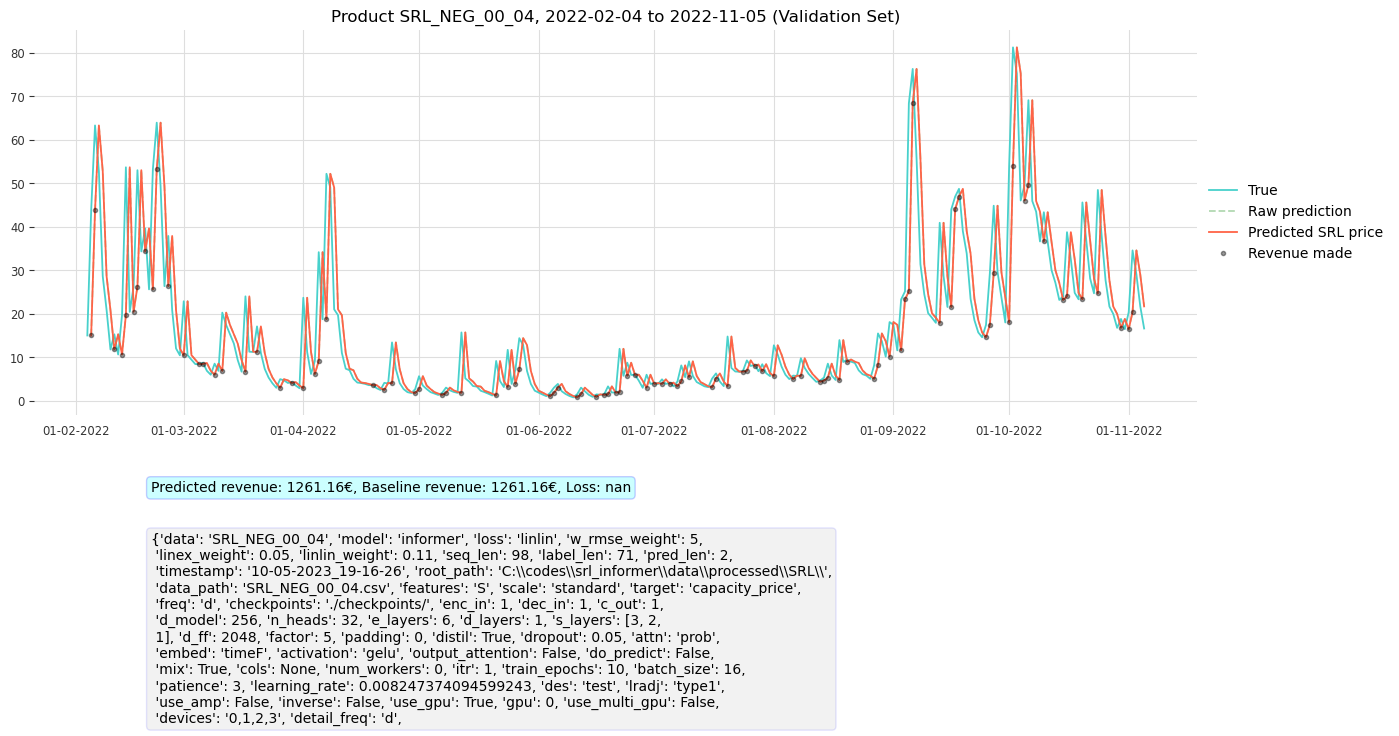 Product SRL_NEG_00_04, 2022-02-04 to 2022-11-05 (Validation Set)
80
70
60
50
40
30
20
10
0
01-02-2022 01-03-2022 01-04-2022 01-05-2022 01-06-2022 01-07-2022 01-08-2022 01-09-2022 01-10-2022 01-11-2022
True
Raw prediction
Predicted SRL price
Revenue made
Predicted revenue: 1261.16€, Baseline revenue: 1261.16€, Loss: nan
{'data': 'SRL_NEG_00_04', 'model': 'informer', 'loss': 'linlin', 'w_rmse_weight': 5,
'linex_weight': 0.05, 'linlin_weight': 0.11, 'seq_len': 98, 'label_len': 71, 'pred_len': 2,
'timestamp': '10-05-2023_19-16-26', 'root_path': 'C:\\codes\\srl_informer\\data\\processed\\SRL\\',
'data_path': 'SRL_NEG_00_04.csv', 'features': 'S', 'scale': 'standard', 'target': 'capacity_price',
'freq': 'd', 'checkpoints': './checkpoints/', 'enc_in': 1, 'dec_in': 1, 'c_out': 1,
'd_model': 256, 'n_heads': 32, 'e_layers': 6, 'd_layers': 1, 's_layers': [3, 2,
1], 'd_ff': 2048, 'factor': 5, 'padding': 0, 'distil': True, 'dropout': 0.05, 'attn': 'prob',
'embed': 'timeF', 'activation': 'gelu', 'output_attention': False, 'do_predict': False,
'mix': True, 'cols': None, 'num_workers': 0, 'itr': 1, 'train_epochs': 10, 'batch_size': 16,
'patience': 3, 'learning_rate': 0.008247374094599243, 'des': 'test', 'lradj': 'type1',
'use_amp': False, 'inverse': False, 'use_gpu': True, 'gpu': 0, 'use_multi_gpu': False,
'devices': '0,1,2,3', 'detail_freq': 'd',